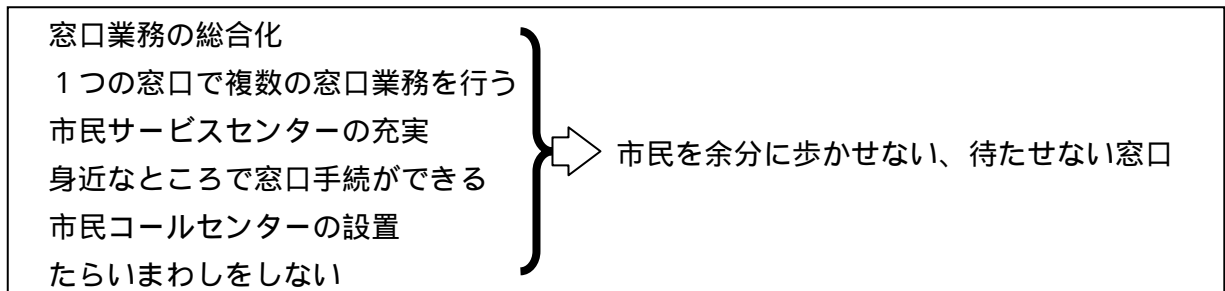 窓口業務の総合化
１つの窓口で複数の窓口業務を行う
市民サービスセンターの充実
身近なところで窓口手続ができる
市民コールセンターの設置
たらいまわしをしない
市民を余分に歩かせない、待たせない窓口